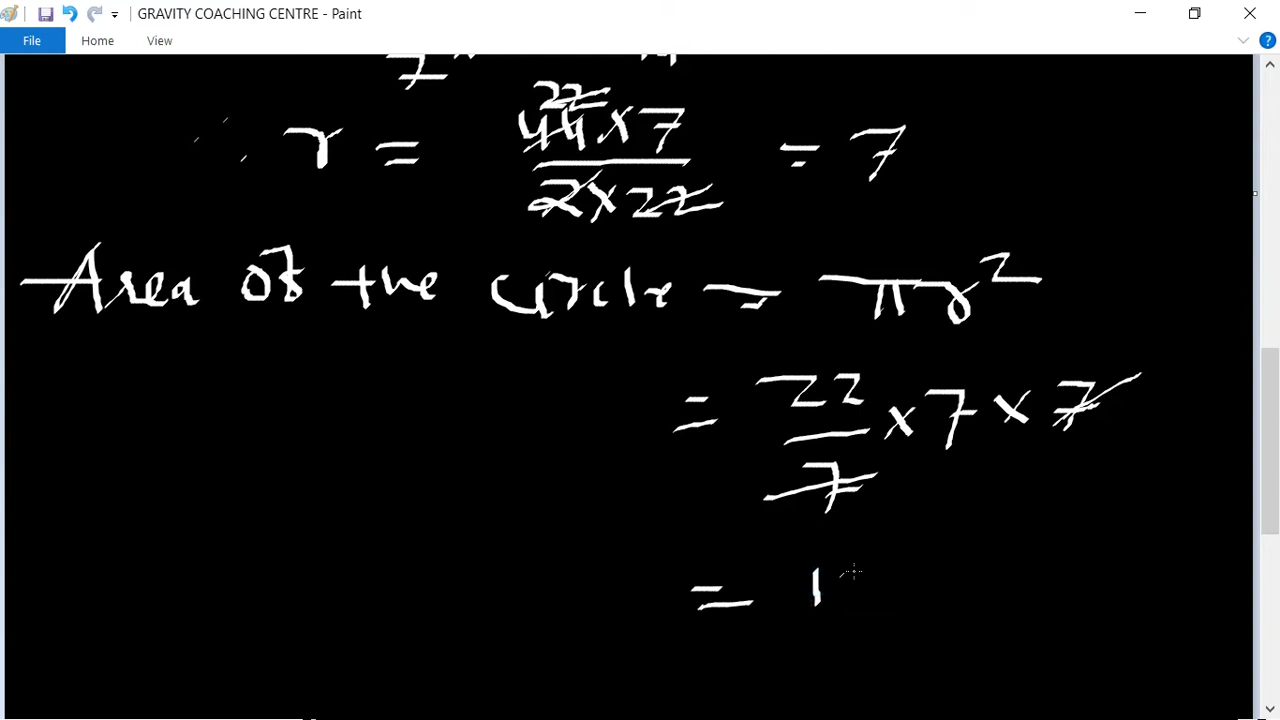 GRAVITY COACHING CENTRE - Paint
File Home View
∴ r = 44×7 / 2×22 = 7
22
Area of the circle = πr²
= 22/7 × 7 × 7
= 1